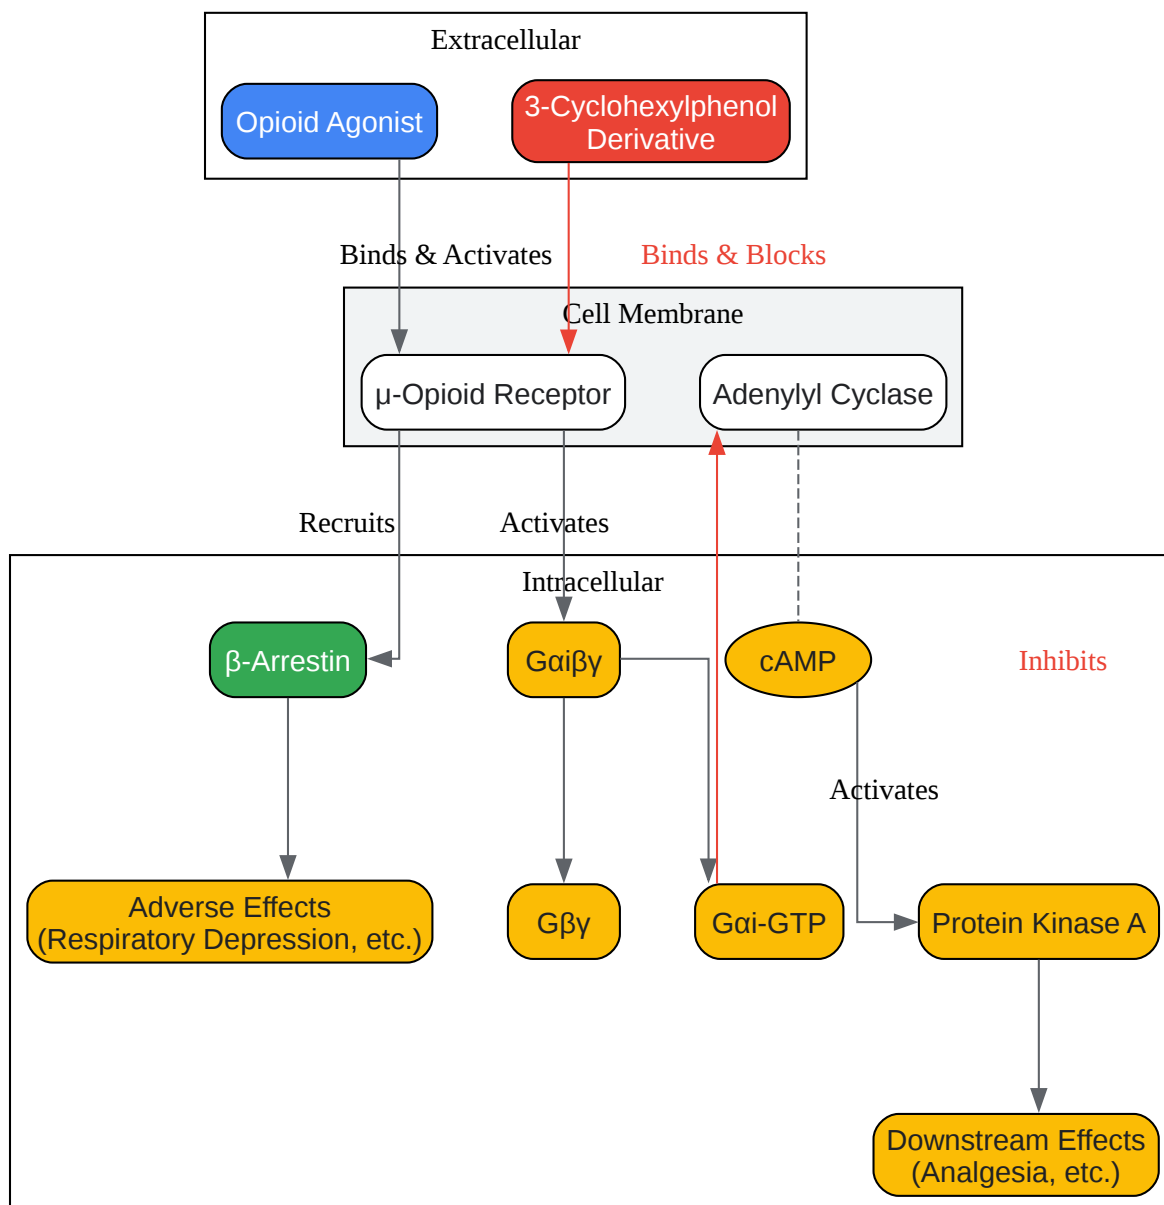 Extracellular
Opioid Agonist
3-Cyclohexylphenol
Derivative
Binds & Activates
Binds & Blocks
Cell Membrane
μ-Opioid Receptor
Adenylyl Cyclase
Recruits
Activates
Intracellular
β-Arrestin
Gαiβγ
cAMP
Inhibits
Activates
Adverse Effects
(Respiratory Depression, etc.)
Gβγ
Gαi-GTP
Protein Kinase A
Downstream Effects
(Analgesia, etc.)